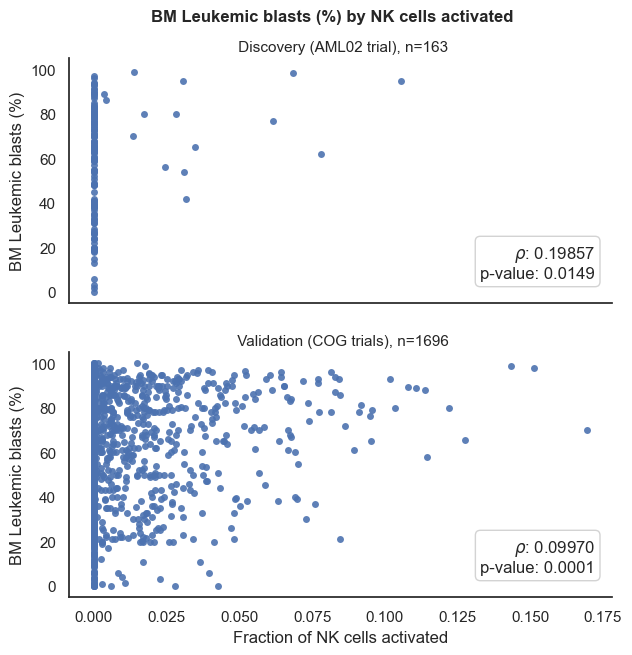 BM Leukemic blasts (%) by NK cells activated
Discovery (AML02 trial), n=163
BM Leukemic blasts (%)
100
80
60
40
20
0
ρ: 0.19857
p-value: 0.0149
Validation (COG trials), n=1696
BM Leukemic blasts (%)
100
80
60
40
20
0
ρ: 0.09970
p-value: 0.0001
0.000 0.025 0.050 0.075 0.100 0.125 0.150 0.175
Fraction of NK cells activated